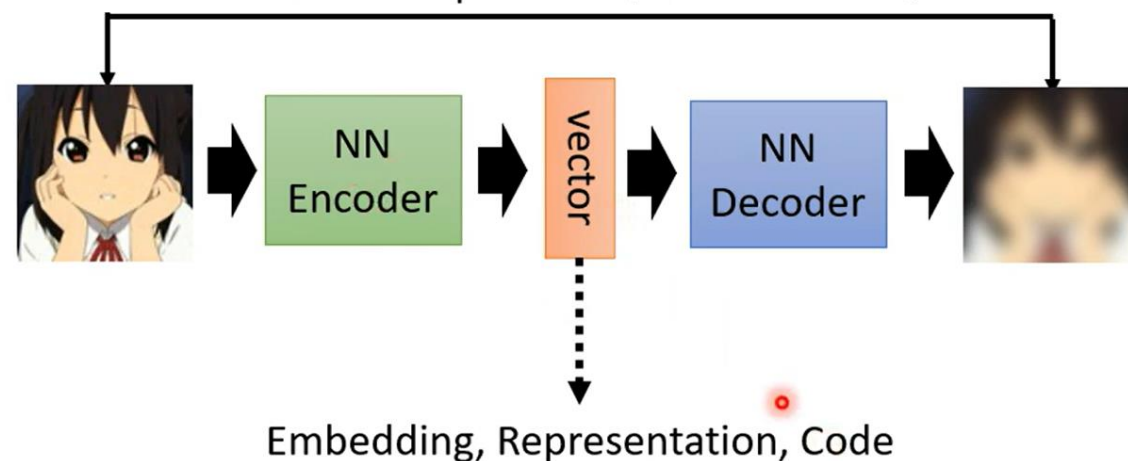 NN
Encoder
vector
NN
Decoder
Embedding, Representation, Code